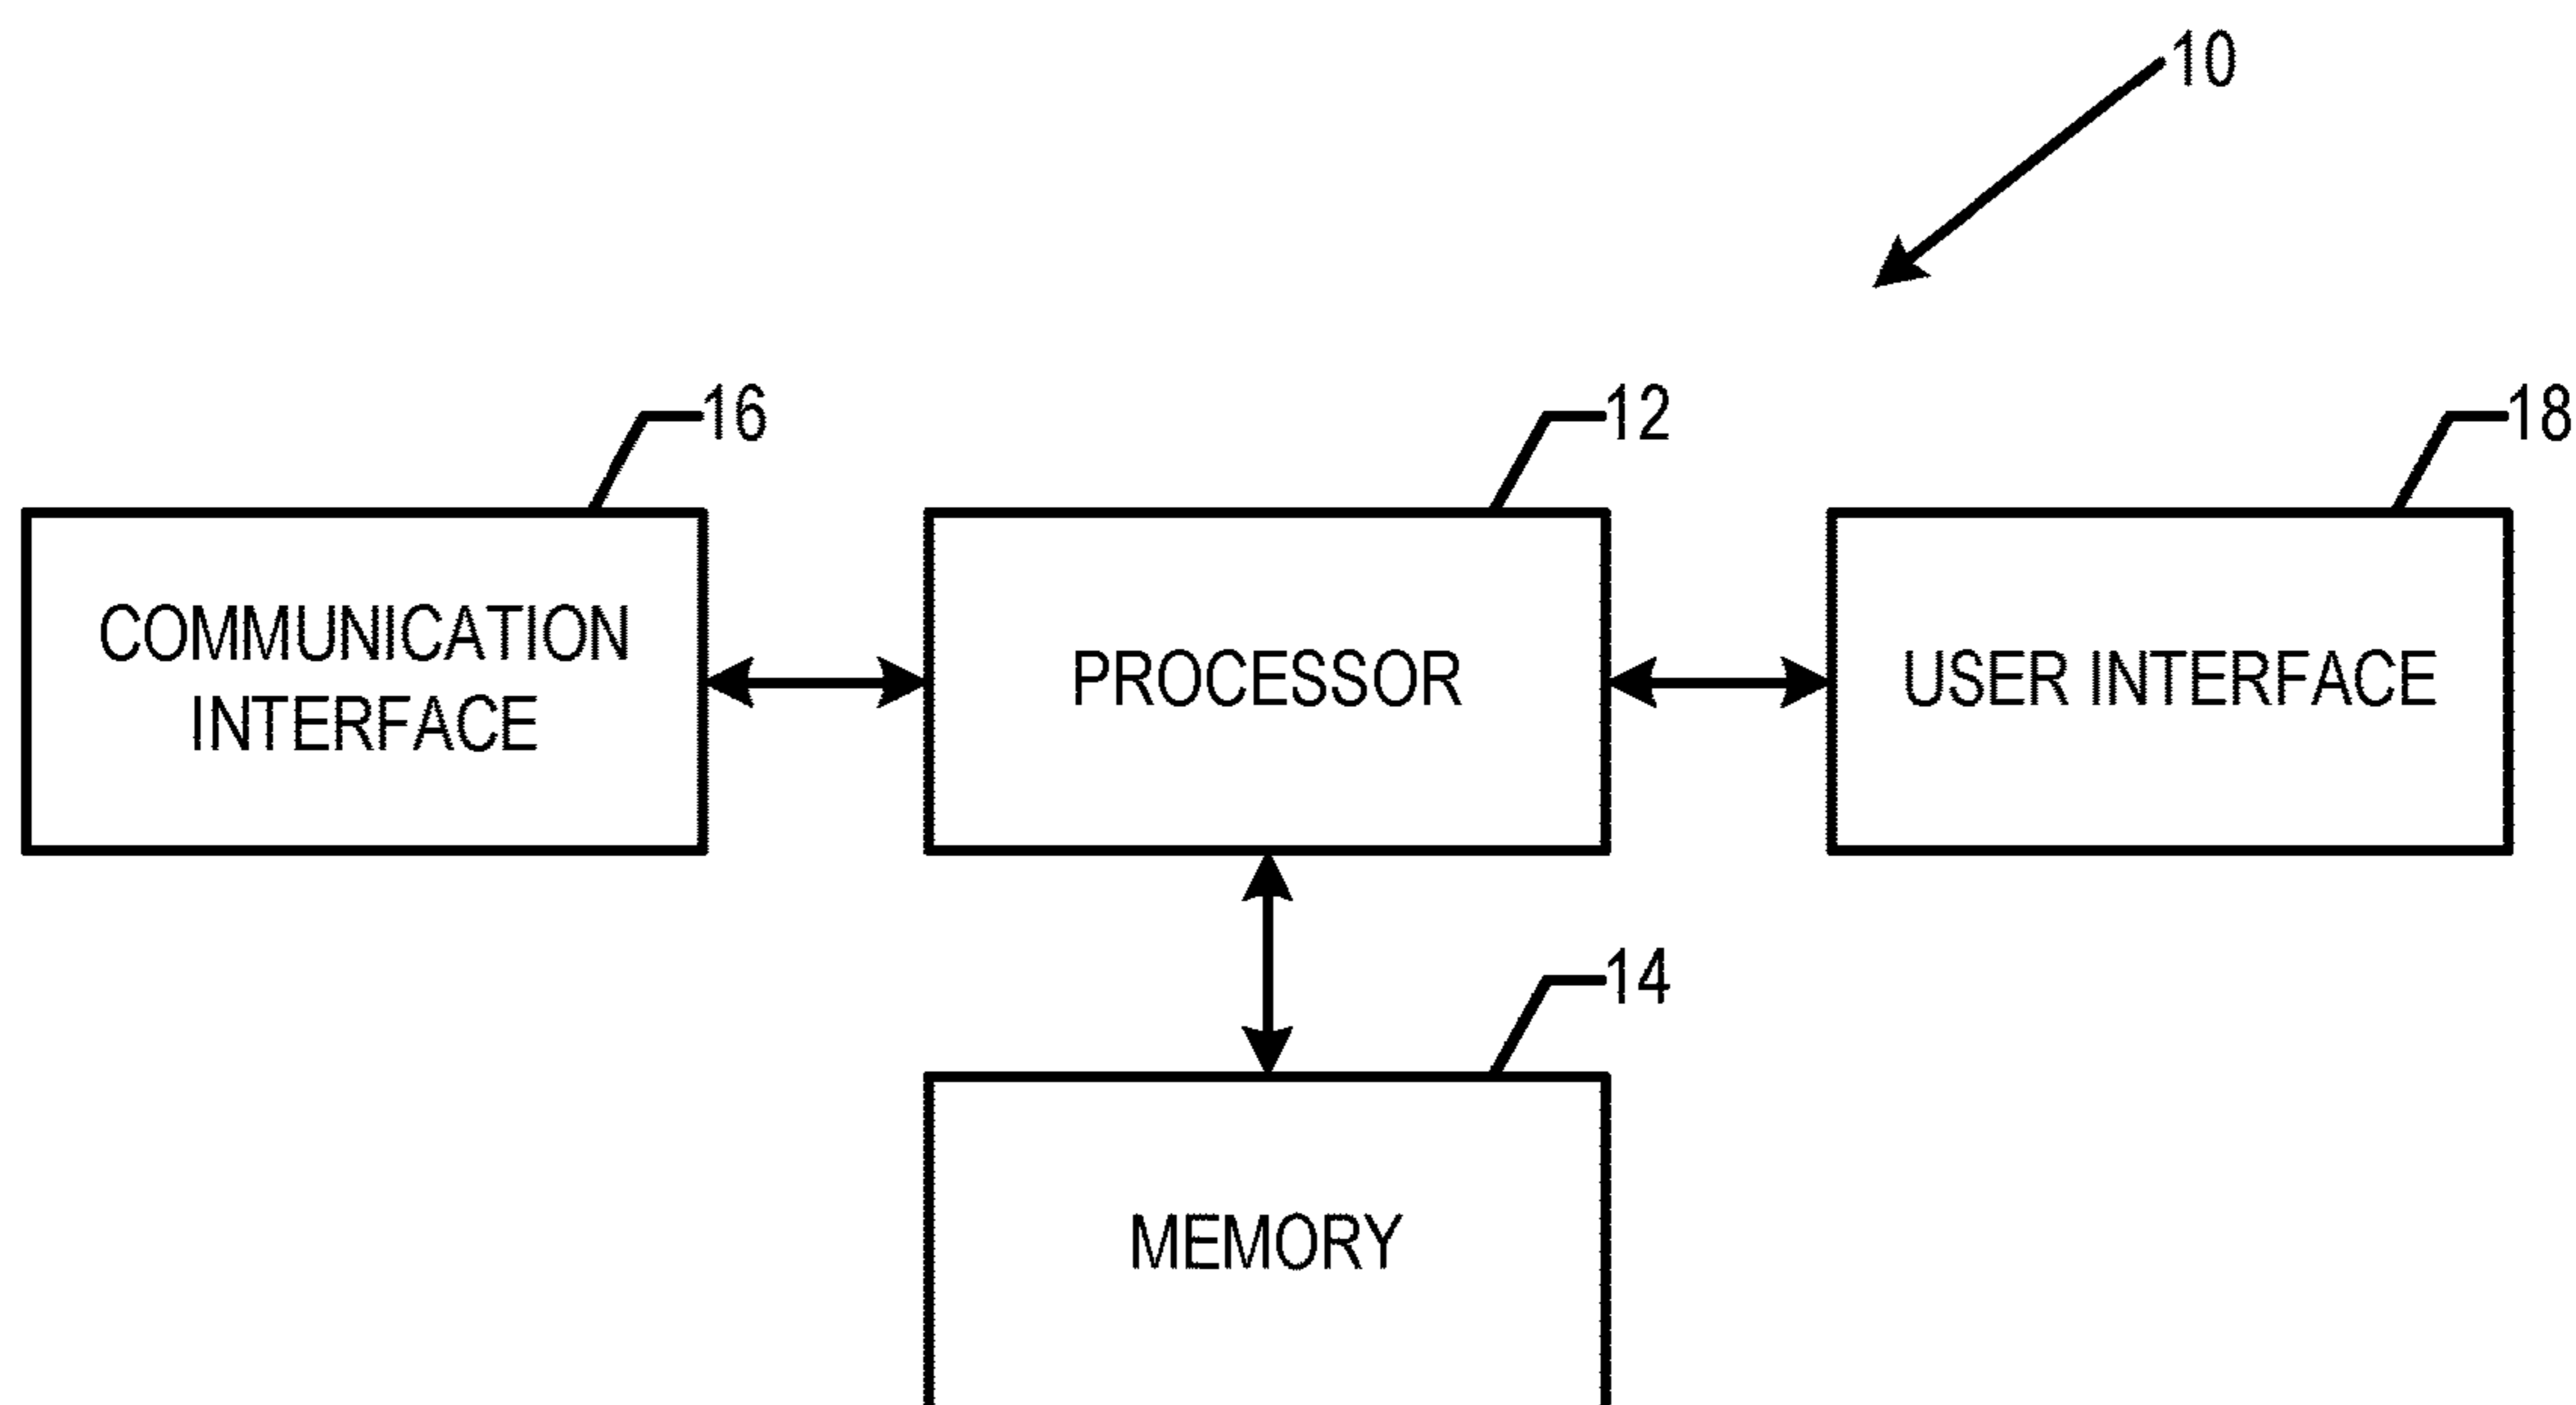 10
16
12
18
COMMUNICATION
INTERFACE
PROCESSOR
USER INTERFACE
14
MEMORY